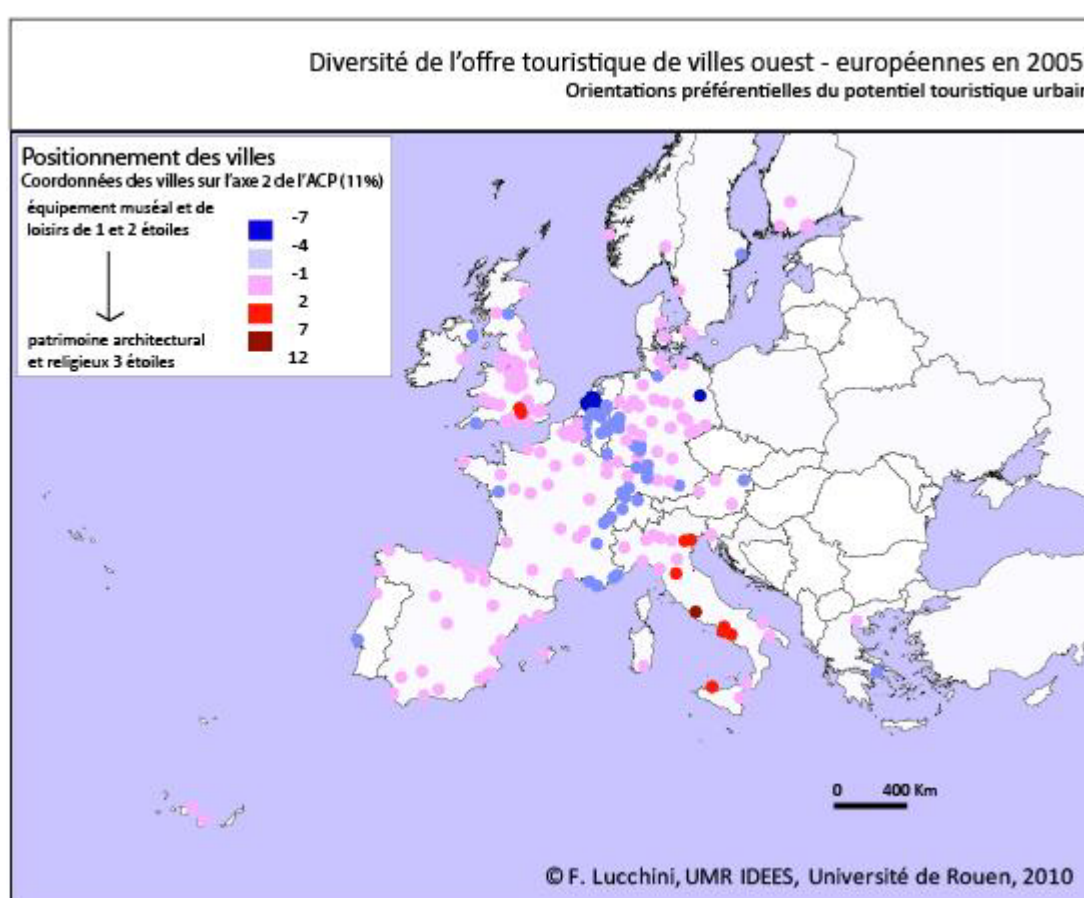 Diversité de l'offre touristique de villes ouest - européennes en 2005
Orientations préférentielles du potentiel touristique urbain
Positionnement des villes
Coordonnées des villes sur l'axe 2 de l'ACP (11%)
équipement muséal et de
loisirs de 1 et 2 étoiles
-7
-4
-1
2
7
12
patrimoine architectural
et religieux 3 étoiles
0 400 Km
© F. Lucchini, UMR IDEES, Université de Rouen, 2010